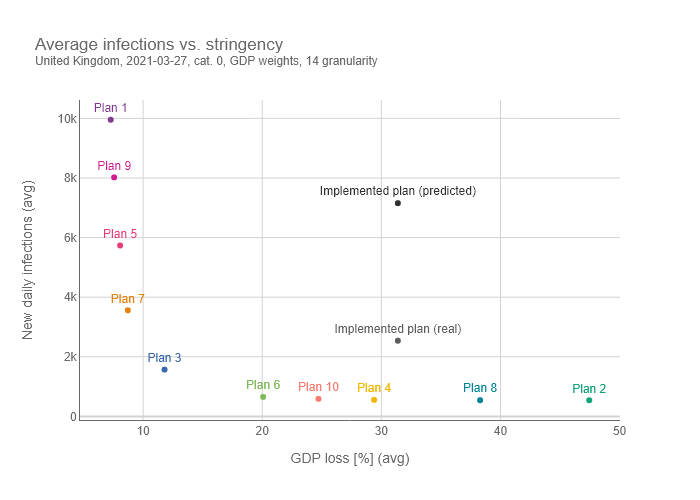 Average infections vs. stringency
United Kingdom, 2021-03-27, cat. 0, GDP weights, 14 granularity
10k
8k
6k
4k
2k
0
New daily infections (avg)
Plan 1
Plan 9
Implemented plan (predicted)
Plan 5
Plan 7
Implemented plan (real)
Plan 3
Plan 6
Plan 10
Plan 4
Plan 8
Plan 2
10
20
30
40
50
GDP loss [%] (avg)